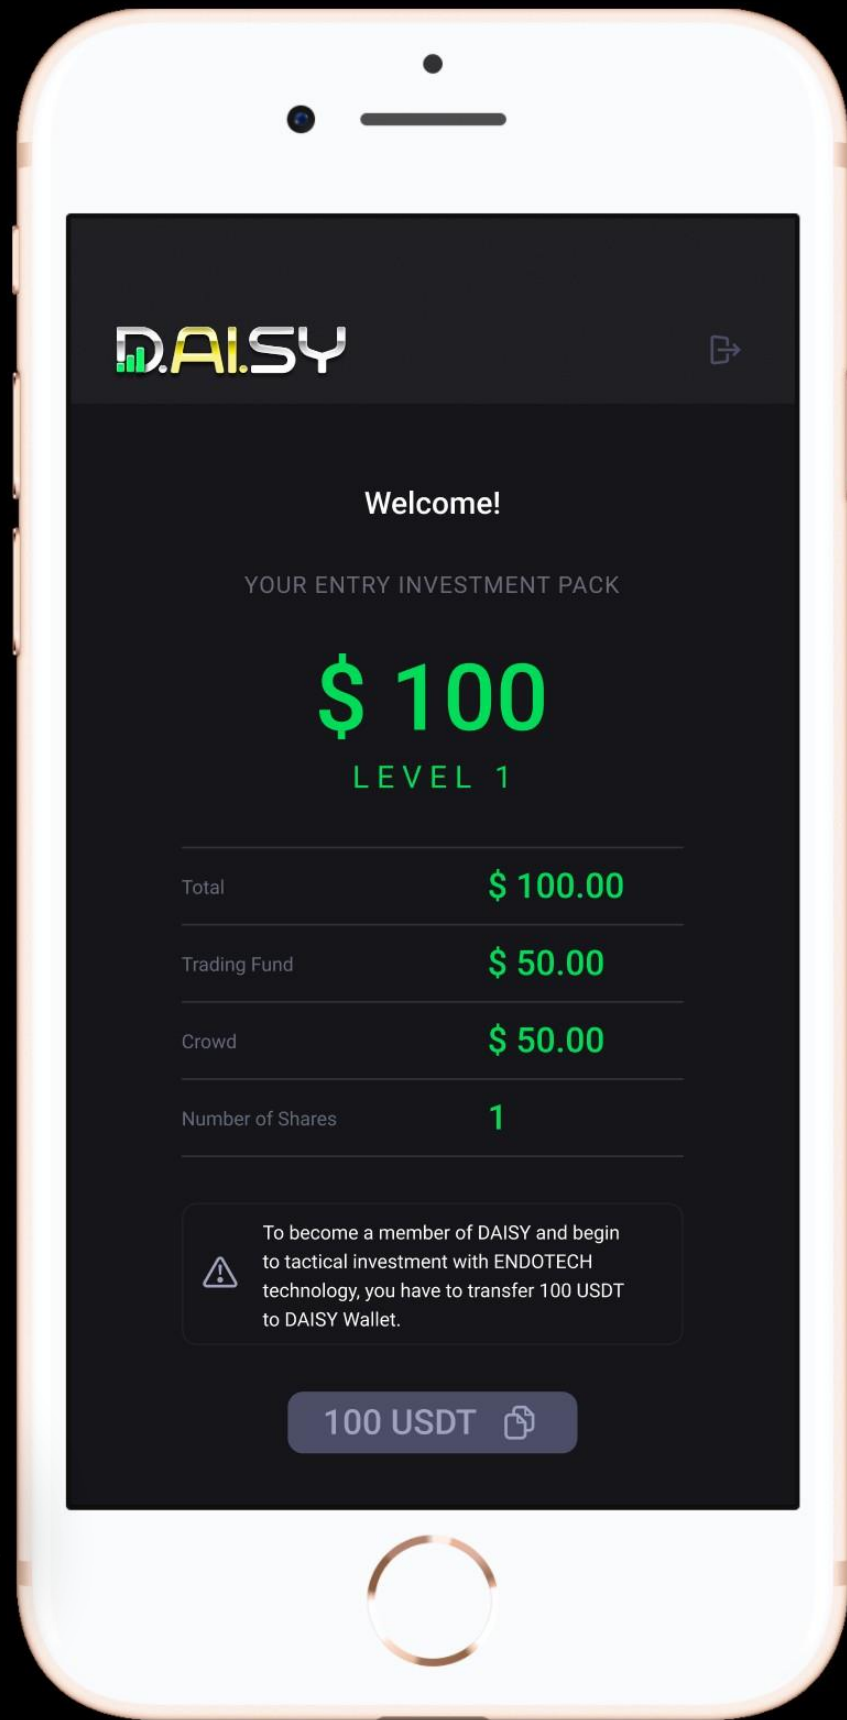 D.AI.SY
Welcome!
YOUR ENTRY INVESTMENT PACK
$ 100
LEVEL 1
Total $ 100.00
Trading Fund $ 50.00
Crowd $ 50.00
Number of Shares 1
To become a member of DAISY and begin
to tactical investment with ENDOTECH
technology, you have to transfer 100 USDT
to DAISY Wallet.
100 USDT